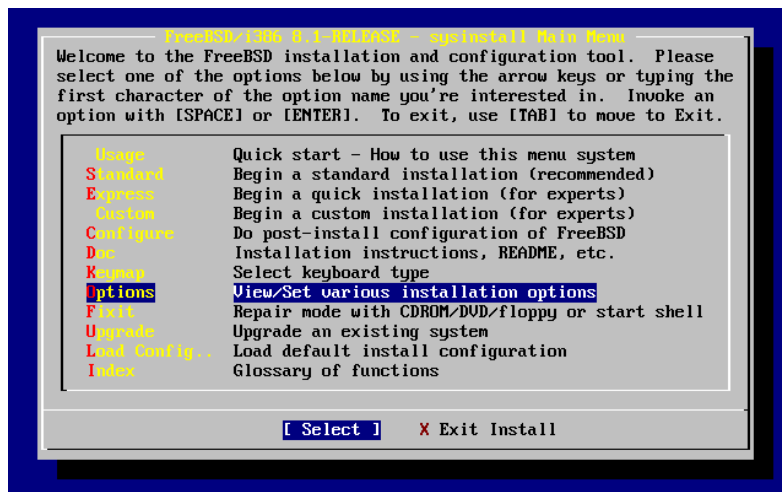 FreeBSD/i386 8.1-RELEASE - sysinstall Main Menu
Welcome to the FreeBSD installation and configuration tool.  Please
select one of the options below by using the arrow keys or typing the
first character of the option name you're interested in.  Invoke an
option with [SPACE] or [ENTER].  To exit, use [TAB] to move to Exit.
Usage Quick start - How to use this menu system
Standard Begin a standard installation (recommended)
Express Begin a quick installation (for experts)
Custom Begin a custom installation (for experts)
Configure Do post-install configuration of FreeBSD
Doc Installation instructions, README, etc.
Keymap Select keyboard type
Options View/Set various installation options
Fixit Repair mode with CDROM/DVD/floppy or start shell
Upgrade Upgrade an existing system
Load Config.. Load default install configuration
Index Glossary of functions
[ Select ] X Exit Install